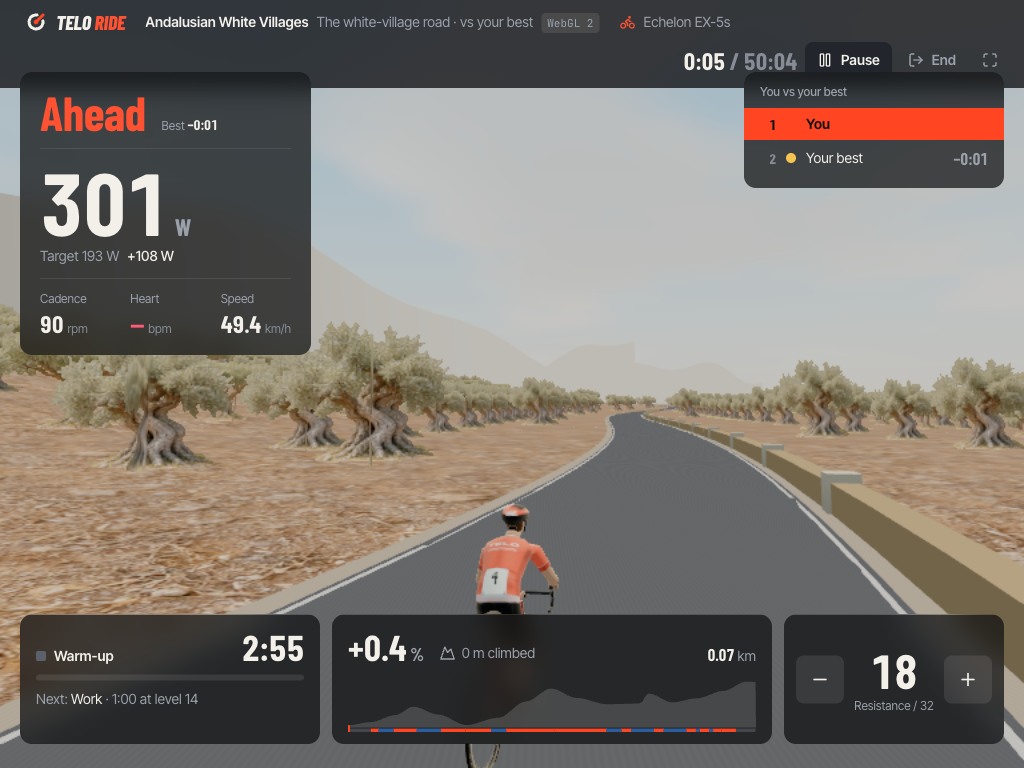 TELO RIDE Andalusian White Villages The white-village road · vs your best WebGL 2 Echelon EX-5s
0:05 / 50:04 Pause End
Ahead Best −0:01
301 W
Target 193 W +108 W
Cadence Heart Speed
90 rpm — bpm 49.4 km/h
You vs your best
1 You
2 Your best −0:01
Warm-up 2:55
Next: Work · 1:00 at level 14
+0.4 % 0 m climbed 0.07 km
− 18 +
Resistance / 32